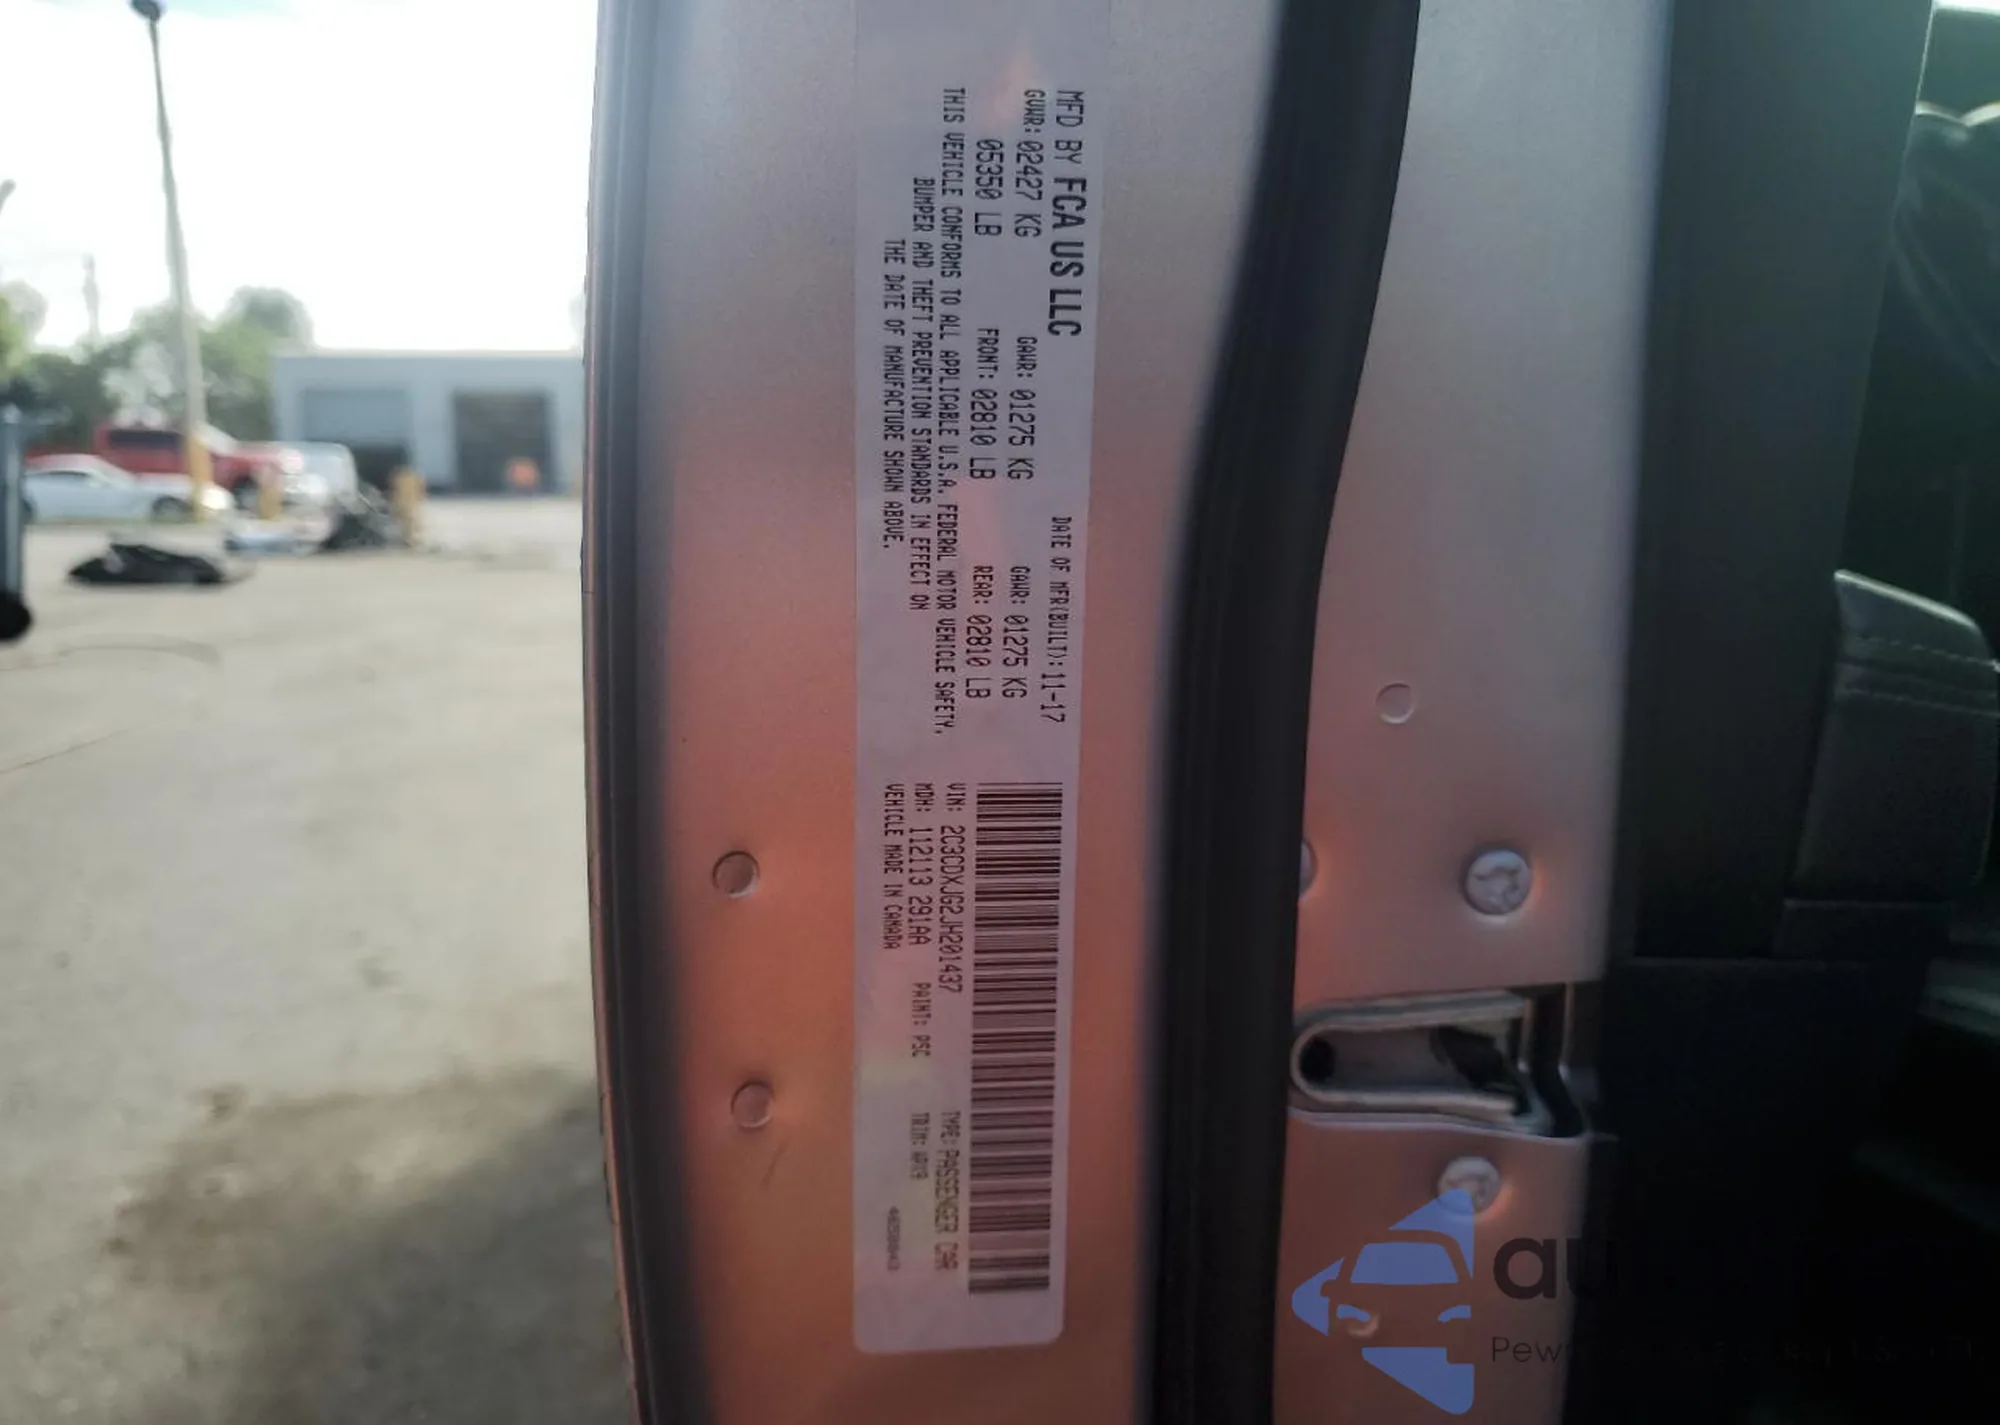 MFD BY FCA US LLC
DATE OF MFR(BUILT): 11-17
GVWR: 02427 KG GAWR: 01275 KG GAWR: 01275 KG
05350 LB FRONT: 02810 LB REAR: 02810 LB
THIS VEHICLE CONFORMS TO ALL APPLICABLE U.S.A. FEDERAL MOTOR VEHICLE SAFETY,
BUMPER AND THEFT PREVENTION STANDARDS IN EFFECT ON
THE DATE OF MANUFACTURE SHOWN ABOVE.
VIN: 2C3CDXJG2JH201437 TYPE: PASSENGER CAR
MDH: 112113 291AA PAINT: PSC TRIM:
VEHICLE MADE IN CANADA